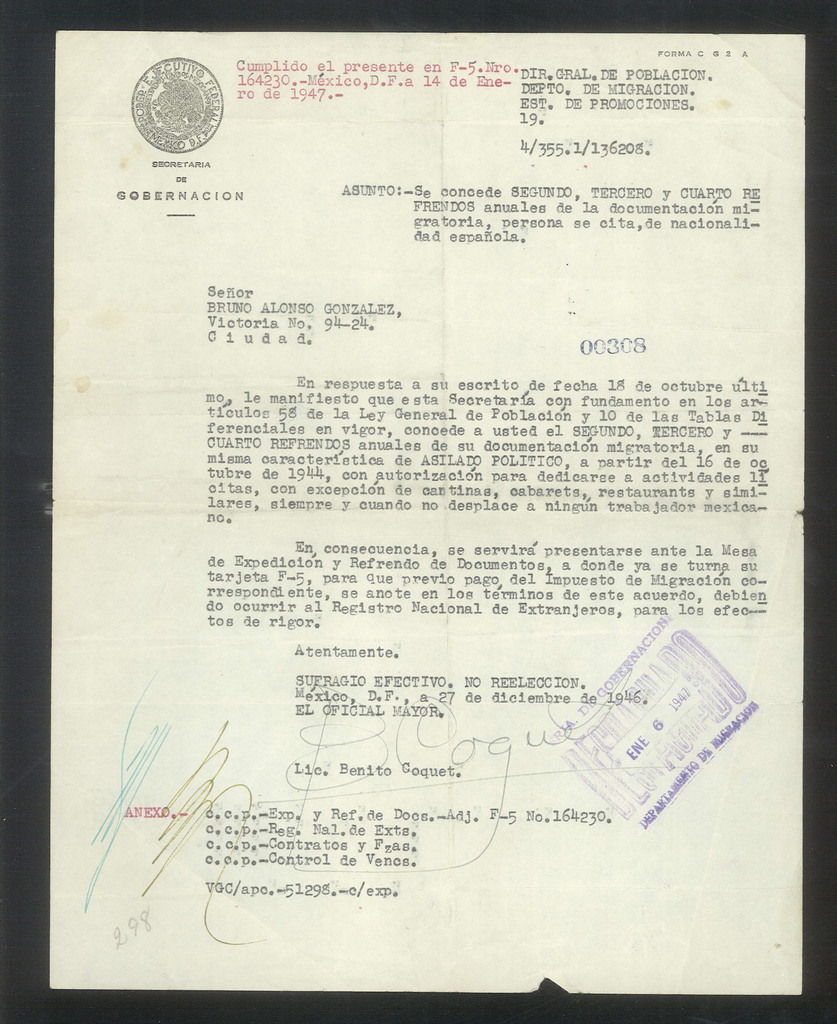 FORMA C G 2 A
PODER EJECUTIVO FEDERAL
MEXICO D.F.
SECRETARIA
DE
GOBERNACION
Cumplido el presente en F-5.Nro.
164230.-México,D.F.a 14 de Ene-
ro de 1947.-
DIR.GRAL.DE POBLACION.
DEPTO. DE MIGRACION.
EST. DE PROMOCIONES.
19.
4/355.1/136208.
ASUNTO:-Se concede SEGUNDO, TERCERO y CUARTO RE
FRENDOS anuales de la documentación mi-
gratoria, persona se cita,de nacionali-
dad española.
Señor
BRUNO ALONSO GONZALEZ,
Victoria No. 94-24.
C i u d a d.
00308
En respuesta a su escrito de fecha 18 de octubre últi
mo, le manifiesto que esta Secretaría con fundamento en los ar-
tículos 58 de la Ley General de Población y 10 de las Tablas Di
ferenciales en vigor, concede a usted el SEGUNDO, TERCERO y ---
CUARTO REFRENDOS anuales de su documentación migratoria, en su
misma característica de ASILADO POLITICO, a partir del 16 de oc
tubre de 1944, con autorización para dedicarse a actividades lí
citas, con excepción de cantinas, cabarets, restaurants y simi-
lares, siempre y cuando no desplace a ningún trabajador mexica-
no.
En consecuencia, se servirá presentarse ante la Mesa
de Expedición y Refrendo de Documentos, a donde ya se turna su
tarjeta F-5, para que previo pago del Impuesto de Migración co-
rrespondiente, se anote en los términos de este acuerdo, debien
do ocurrir al Registro Nacional de Extranjeros, para los efec-
tos de rigor.
Atentamente.
SUFRAGIO EFECTIVO. NO REELECCION.
México, D.F., a 27 de diciembre de 1946.
EL OFICIAL MAYOR.
B Coquet
Lic. Benito Coquet.
SRIA. DE GOBERNACION
DESPACHADO
ENE 6 1947
DEPARTAMENTO DE MIGRACION
ANEXO.- c.c.p.-Exp. y Ref.de Docs.-Adj. F-5 No.164230.
c.c.p.-Reg. Nal.de Exts.
c.c.p.-Contratos y Fzas.
c.c.p.-Control de Vencs.
VGC/apc.-51298.-c/exp.
298